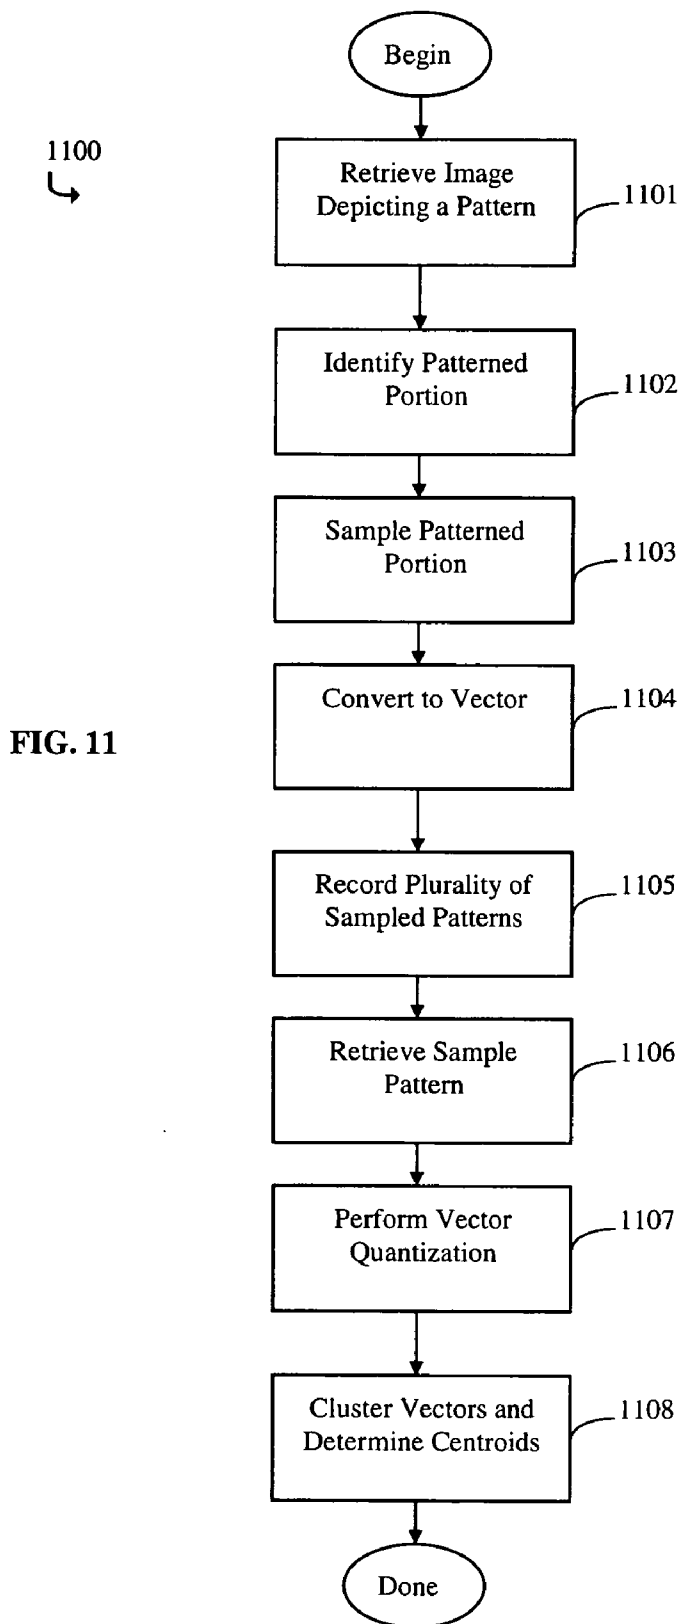 Begin
1100
Retrieve Image
Depicting a Pattern
1101
Identify Patterned
Portion
1102
Sample Patterned
Portion
1103
Convert to Vector
1104
FIG. 11
Record Plurality of
Sampled Patterns
1105
Retrieve Sample
Pattern
1106
Perform Vector
Quantization
1107
Cluster Vectors and
Determine Centroids
1108
Done